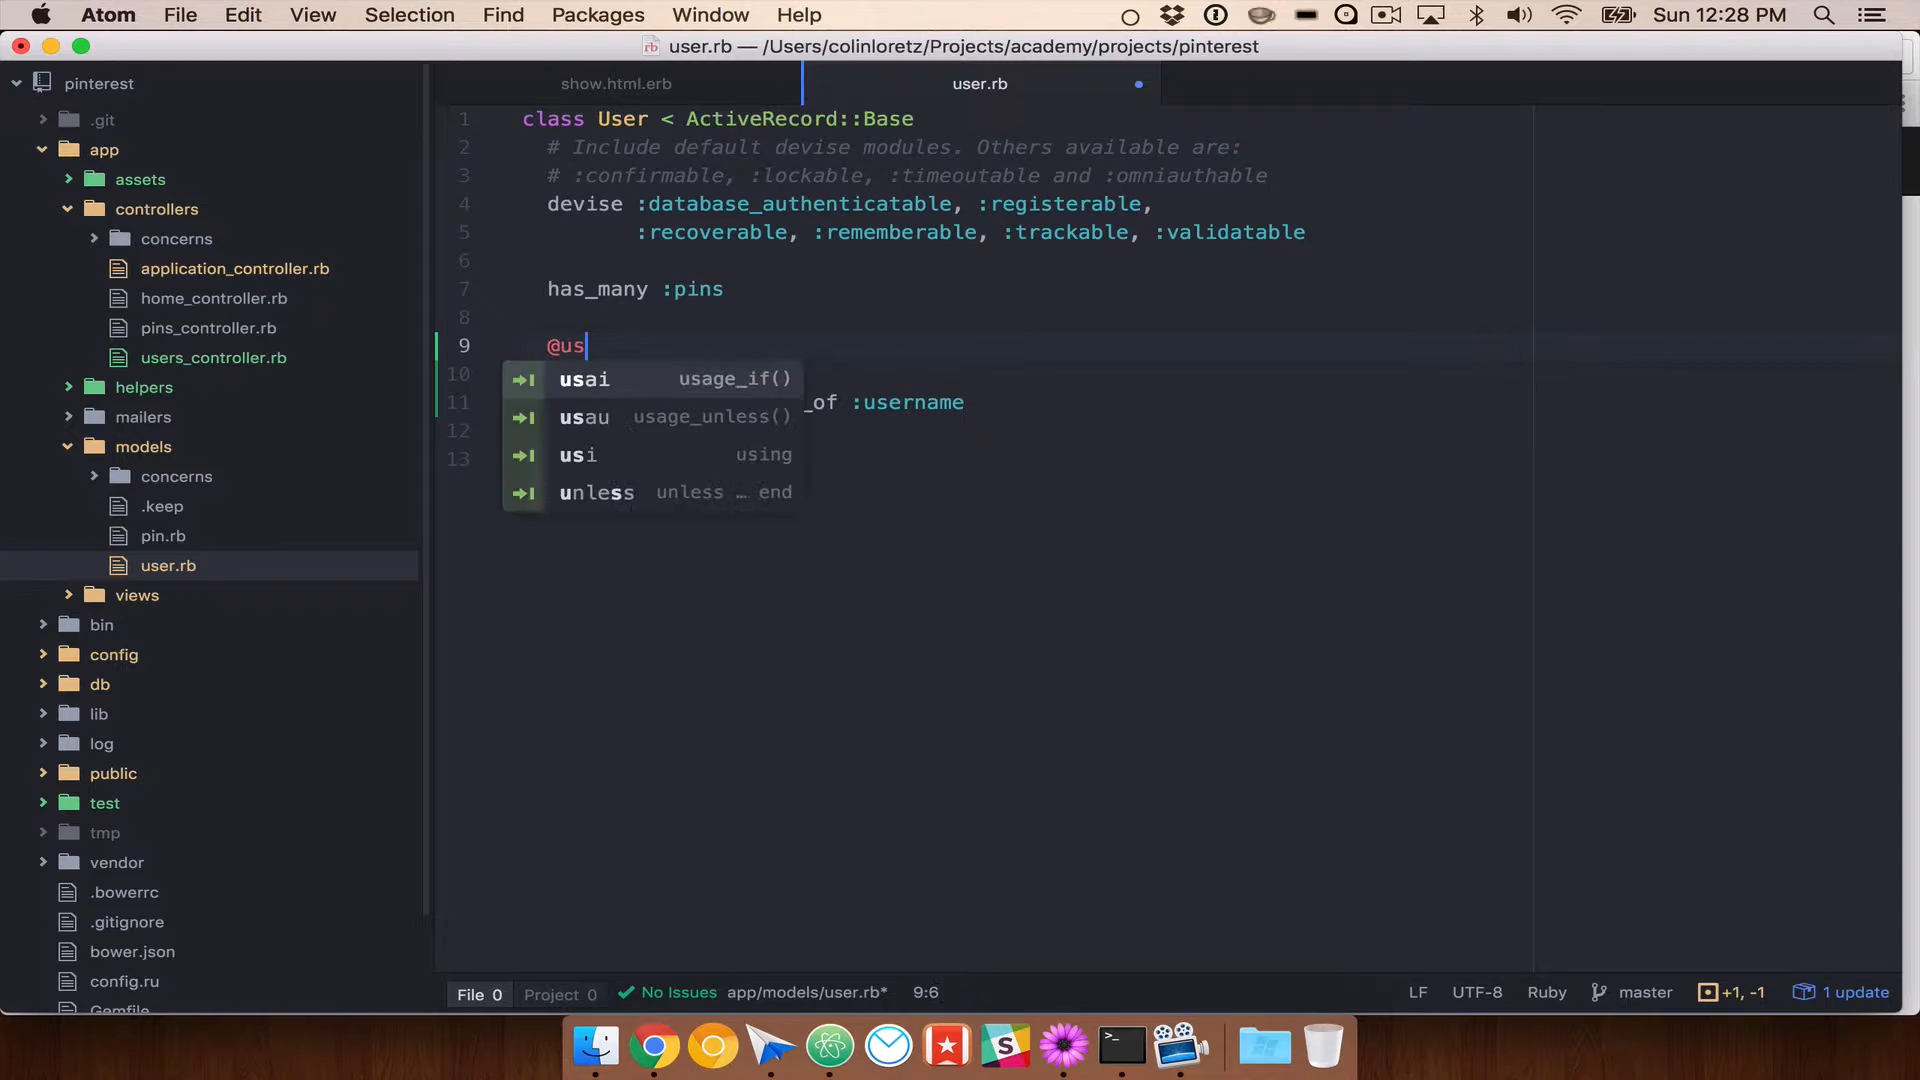 Atom File Edit View Selection Find Packages Window Help Sun 12:28 PM
rb user.rb — /Users/colinloretz/Projects/academy/projects/pinterest
pinterest
.git
app
assets
controllers
concerns
application_controller.rb
home_controller.rb
pins_controller.rb
users_controller.rb
helpers
mailers
models
concerns
.keep
pin.rb
user.rb
views
bin
config
db
lib
log
public
test
tmp
vendor
.bowerrc
.gitignore
bower.json
config.ru
Gemfile
show.html.erb user.rb
1 class User < ActiveRecord::Base
2 # Include default devise modules. Others available are:
3 # :confirmable, :lockable, :timeoutable and :omniauthable
4 devise :database_authenticatable, :registerable,
5 :recoverable, :rememberable, :trackable, :validatable
6
7 has_many :pins
8
9 @us
10
11 _of :username
12
13
usai usage_if()
usau usage_unless()
usi using
unless unless … end
File 0 Project 0 No Issues app/models/user.rb* 9:6 LF UTF-8 Ruby master +1, -1 1 update